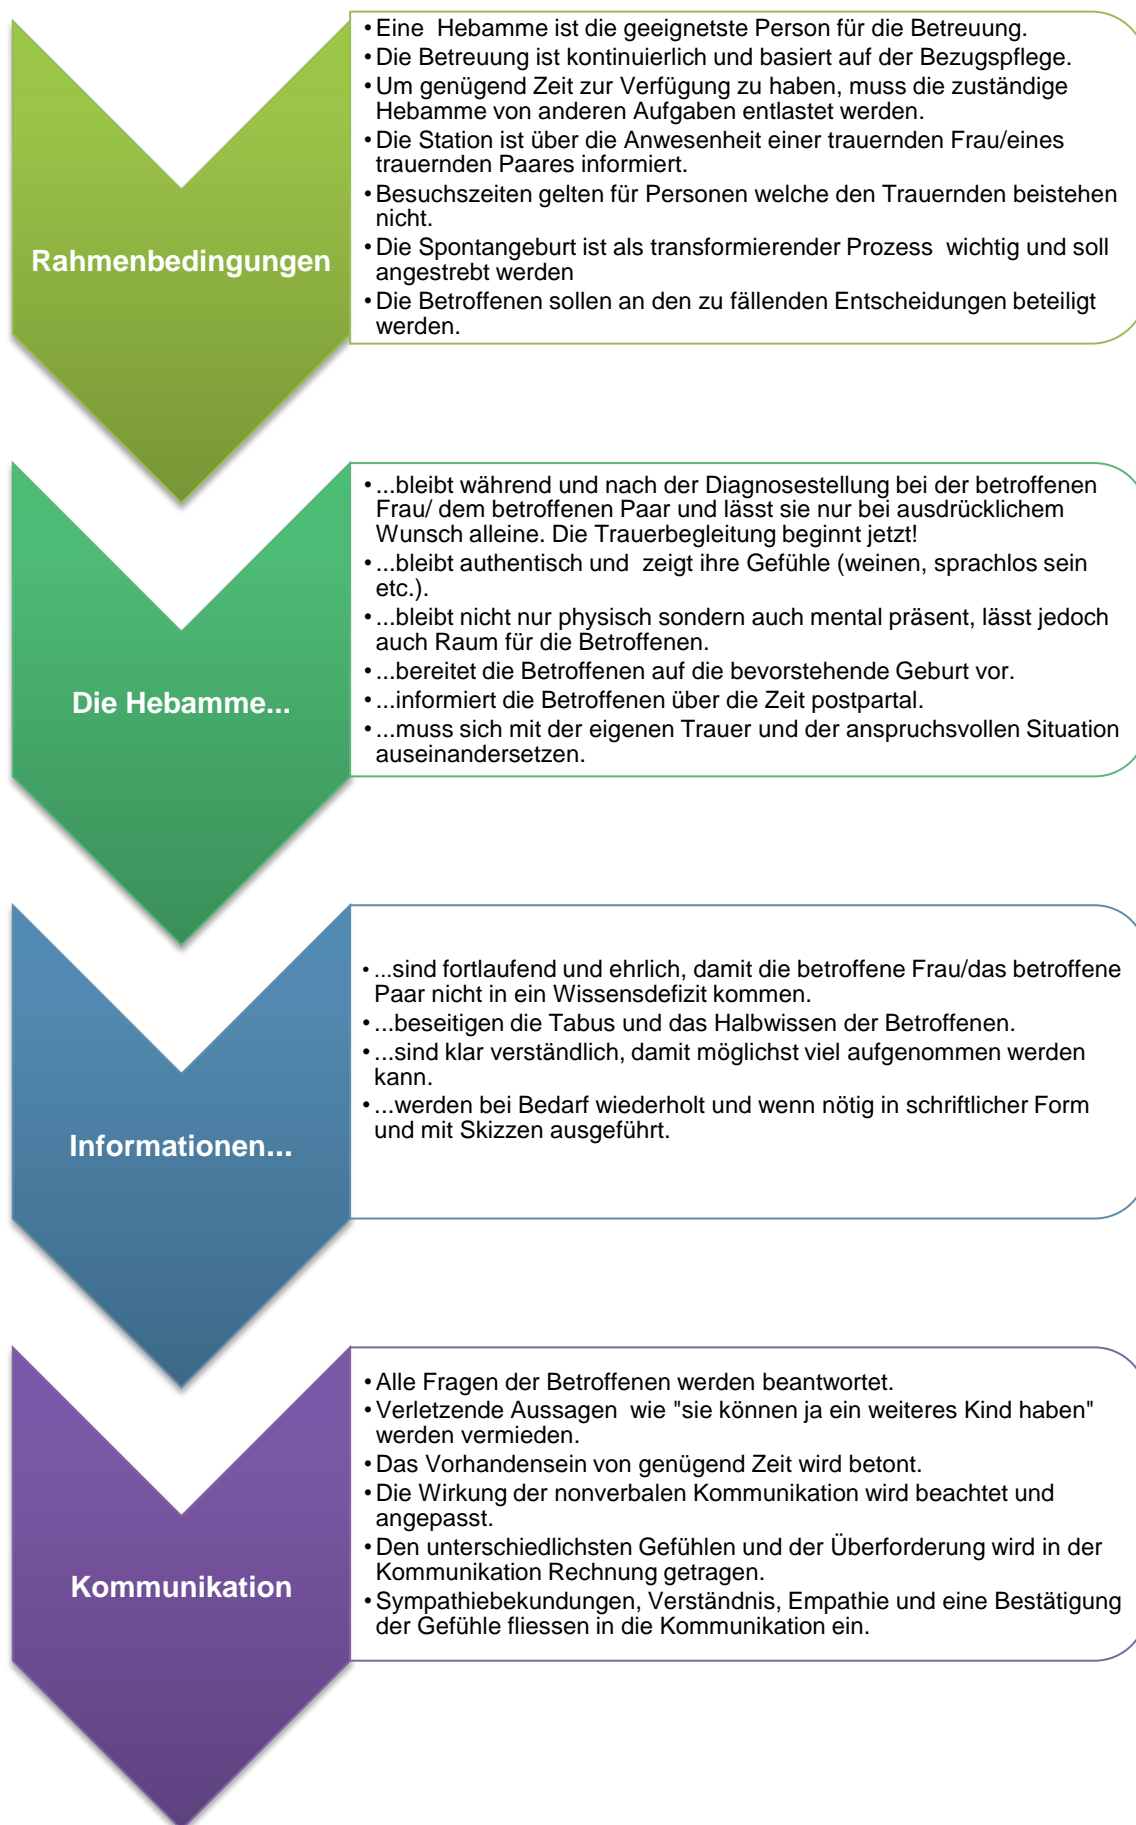 Rahmenbedingungen
•Eine  Hebamme ist die geeignetste Person für die Betreuung.
•Die Betreuung ist kontinuierlich und basiert auf der Bezugspflege.
•Um genügend Zeit zur Verfügung zu haben, muss die zuständige
Hebamme von anderen Aufgaben entlastet werden.
•Die Station ist über die Anwesenheit einer trauernden Frau/eines
trauernden Paares informiert.
•Besuchszeiten gelten für Personen welche den Trauernden beistehen
nicht.
•Die Spontangeburt ist als transformierender Prozess  wichtig und soll
angestrebt werden
•Die Betroffenen sollen an den zu fällenden Entscheidungen beteiligt
werden.
Die Hebamme...
•...bleibt während und nach der Diagnosestellung bei der betroffenen
Frau/ dem betroffenen Paar und lässt sie nur bei ausdrücklichem
Wunsch alleine. Die Trauerbegleitung beginnt jetzt!
•...bleibt authentisch und  zeigt ihre Gefühle (weinen, sprachlos sein
etc.).
•...bleibt nicht nur physisch sondern auch mental präsent, lässt jedoch
auch Raum für die Betroffenen.
•...bereitet die Betroffenen auf die bevorstehende Geburt vor.
•...informiert die Betroffenen über die Zeit postpartal.
•...muss sich mit der eigenen Trauer und der anspruchsvollen Situation
auseinandersetzen.
Informationen...
•...sind fortlaufend und ehrlich, damit die betroffene Frau/das betroffene
Paar nicht in ein Wissensdefizit kommen.
•...beseitigen die Tabus und das Halbwissen der Betroffenen.
•...sind klar verständlich, damit möglichst viel aufgenommen werden
kann.
•...werden bei Bedarf wiederholt und wenn nötig in schriftlicher Form
und mit Skizzen ausgeführt.
Kommunikation
•Alle Fragen der Betroffenen werden beantwortet.
•Verletzende Aussagen  wie "sie können ja ein weiteres Kind haben"
werden vermieden.
•Das Vorhandensein von genügend Zeit wird betont.
•Die Wirkung der nonverbalen Kommunikation wird beachtet und
angepasst.
•Den unterschiedlichsten Gefühlen und der Überforderung wird in der
Kommunikation Rechnung getragen.
•Sympathiebekundungen, Verständnis, Empathie und eine Bestätigung
der Gefühle fliessen in die Kommunikation ein.